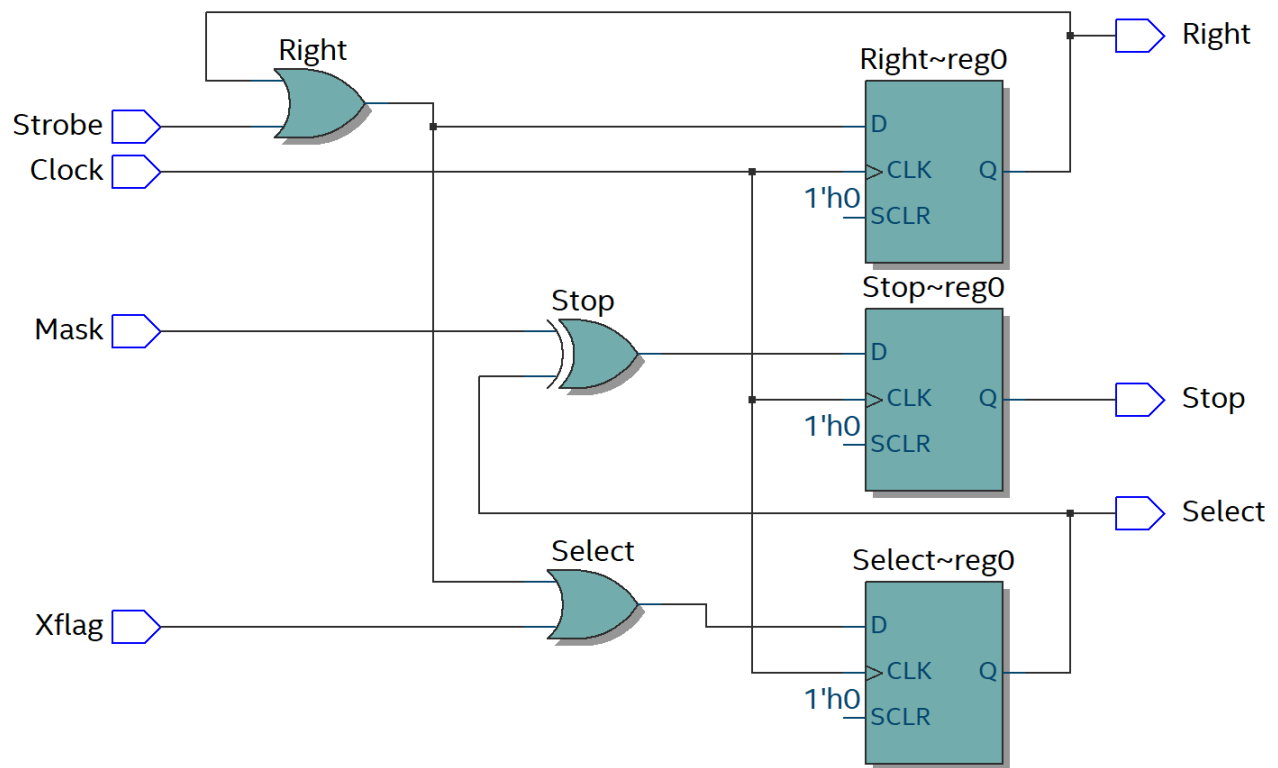 Right
Right
Right~reg0
Strobe
D
Clock
CLK
Q
1'h0
SCLR
Stop~reg0
Stop
Mask
D
CLK
Q
Stop
1'h0
SCLR
Select
Select
Select~reg0
Xflag
D
CLK
Q
1'h0
SCLR